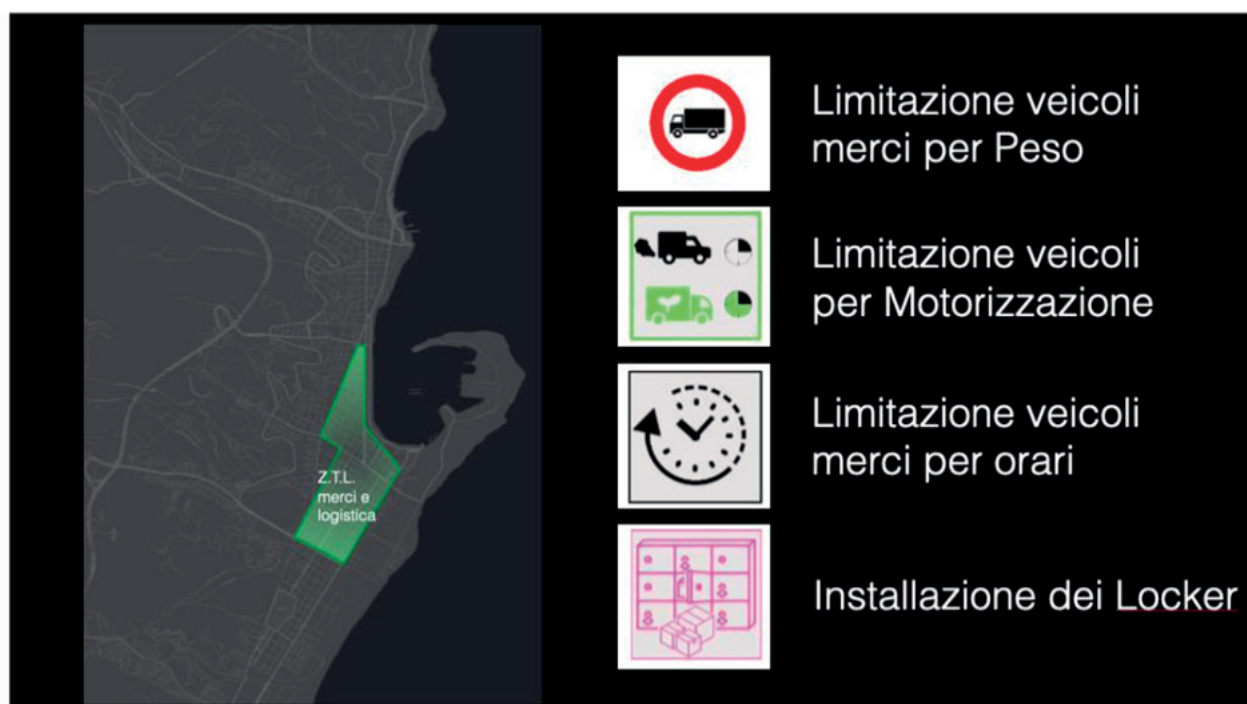 Z.T.L.
merci e
logistica
Limitazione veicoli
merci per Peso
Limitazione veicoli
per Motorizzazione
Limitazione veicoli
merci per orari
Installazione dei Locker